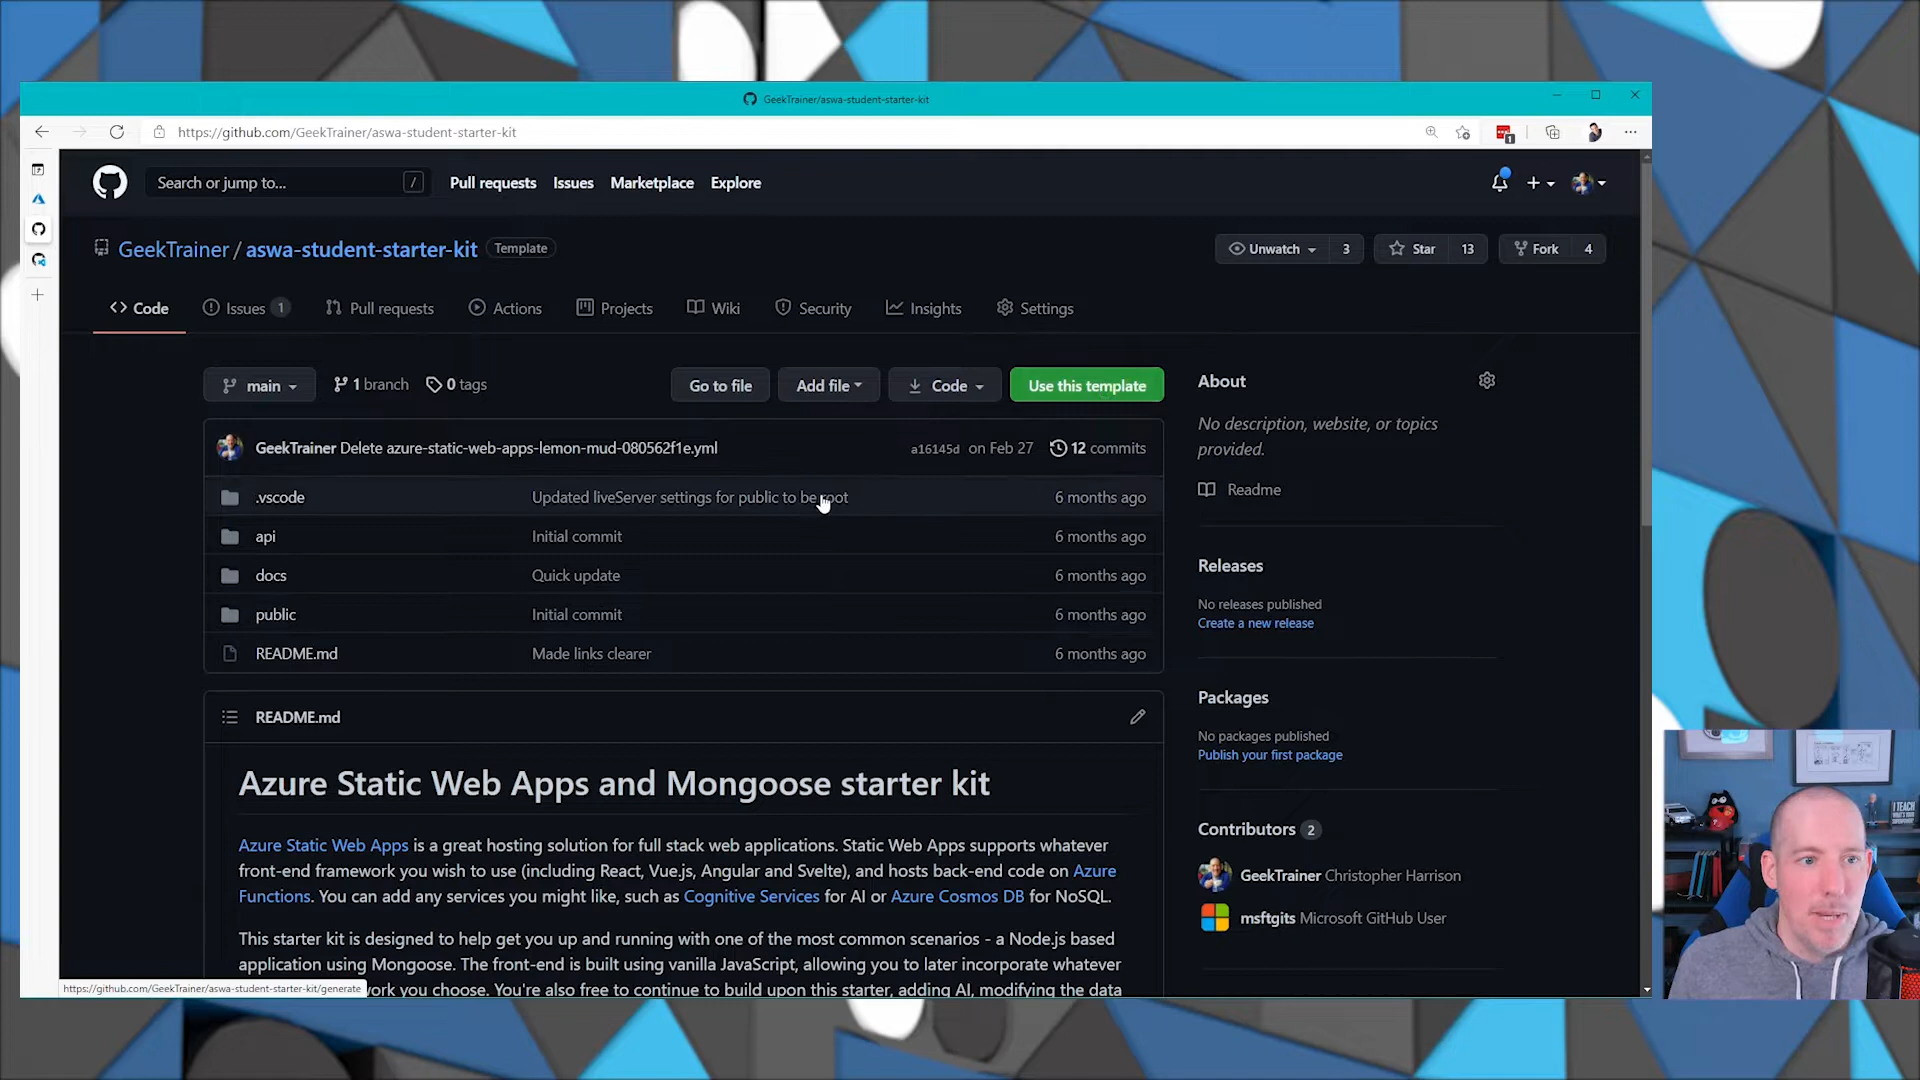 GeekTrainer/aswa-student-starter-kit
https://github.com/GeekTrainer/aswa-student-starter-kit
1
Search or jump to...
/
Pull requests
Issues
Marketplace
Explore
GeekTrainer / aswa-student-starter-kit
Template
Unwatch
3
Star
13
Fork
4
Code
Issues 1
Pull requests
Actions
Projects
Wiki
Security
Insights
Settings
main
1 branch
0 tags
Go to file
Add file
Code
Use this template
GeekTrainer Delete azure-static-web-apps-lemon-mud-080562f1e.yml
a16145d on Feb 27
12 commits
.vscode
Updated liveServer settings for public to be root
6 months ago
api
Initial commit
6 months ago
docs
Quick update
6 months ago
public
Initial commit
6 months ago
README.md
Made links clearer
6 months ago
README.md
Azure Static Web Apps and Mongoose starter kit
Azure Static Web Apps is a great hosting solution for full stack web applications. Static Web Apps supports whatever
front-end framework you wish to use (including React, Vue.js, Angular and Svelte), and hosts back-end code on Azure
Functions. You can add any services you might like, such as Cognitive Services for AI or Azure Cosmos DB for NoSQL.
This starter kit is designed to help get you up and running with one of the most common scenarios - a Node.js based
application using Mongoose. The front-end is built using vanilla JavaScript, allowing you to later incorporate whatever
work you choose. You're also free to continue to build upon this starter, adding AI, modifying the data
https://github.com/GeekTrainer/aswa-student-starter-kit/generate
About
No description, website, or topics
provided.
Readme
Releases
No releases published
Create a new release
Packages
No packages published
Publish your first package
Contributors 2
GeekTrainer Christopher Harrison
msftgits Microsoft GitHub User
I TEACH